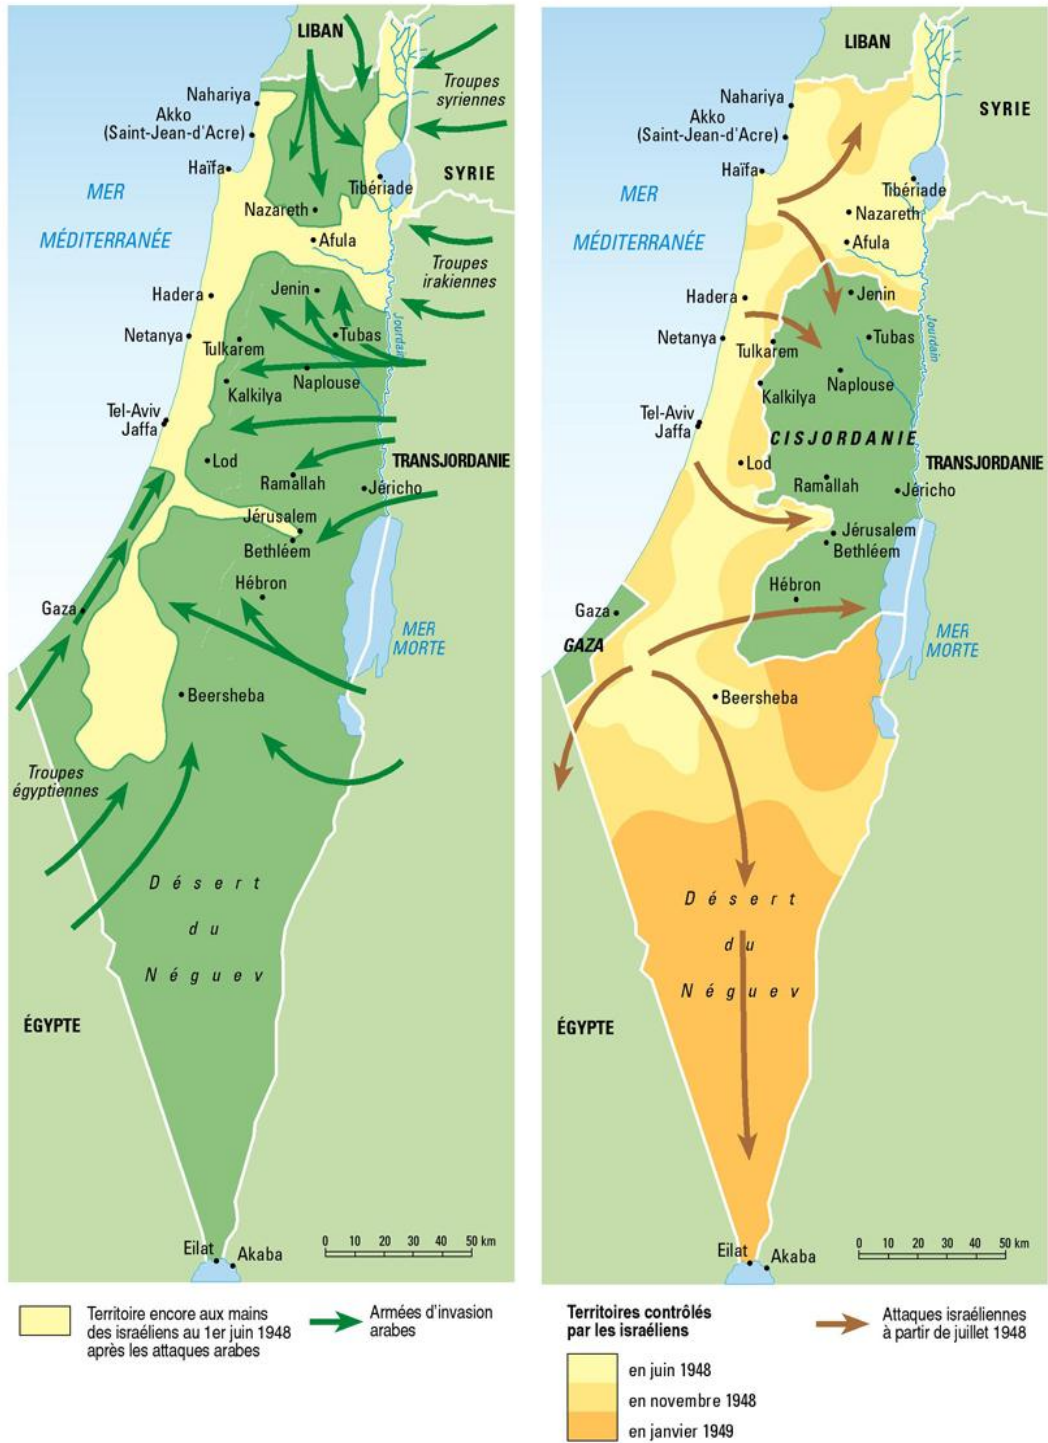 LIBAN
Troupes
syriennes
Nahariya
Akko
(Saint-Jean-d'Acre)
Haïfa
SYRIE
MER
MÉDITERRANÉE
Tibériade
Nazareth
Afula
Troupes
irakiennes
Hadera
Jenin
Netanya
Tulkarem
Tubas
Jourdain
Kalkilya
Naplouse
Tel-Aviv
Jaffa
Lod
TRANSJORDANIE
Ramallah
Jéricho
Jérusalem
Bethléem
Hébron
Gaza
MER
MORTE
Beersheba
Troupes
égyptiennes
Désert
du
Néguev
ÉGYPTE
Eilat
Akaba
0 10 20 30 40 50 km
Territoire encore aux mains
des israéliens au 1er juin 1948
après les attaques arabes
Armées d'invasion
arabes
LIBAN
Nahariya
Akko
(Saint-Jean-d'Acre)
SYRIE
Haïfa
MER
MÉDITERRANÉE
Tibériade
Nazareth
Afula
Hadera
Jenin
Netanya
Tulkarem
Tubas
Jourdain
Kalkilya
Naplouse
Tel-Aviv
Jaffa
CISJORDANIE
Lod
TRANSJORDANIE
Ramallah
Jéricho
Jérusalem
Bethléem
Hébron
Gaza
GAZA
MER
MORTE
Beersheba
Désert
du
Néguev
ÉGYPTE
Eilat
Akaba
0 10 20 30 40 50 km
Territoires contrôlés
par les israéliens
en juin 1948
en novembre 1948
en janvier 1949
Attaques israéliennes
à partir de juillet 1948